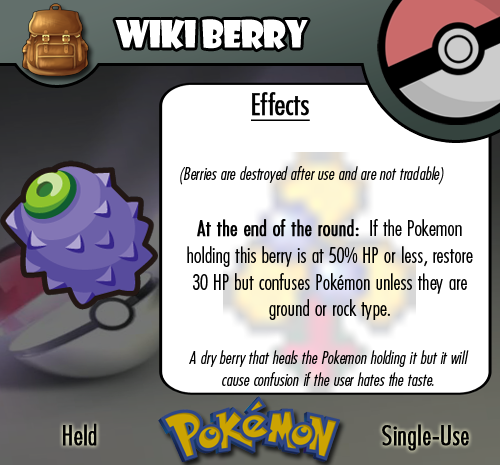 WIKI BERRY
Effects
(Berries are destroyed after use and are not tradable)
At the end of the round: If the Pokemon
holding this berry is at 50% HP or less, restore
30 HP but confuses Pokémon unless they are
ground or rock type.
A dry berry that heals the Pokemon holding it but it will
cause confusion if the user hates the taste.
Held
POKéMON
Single-Use